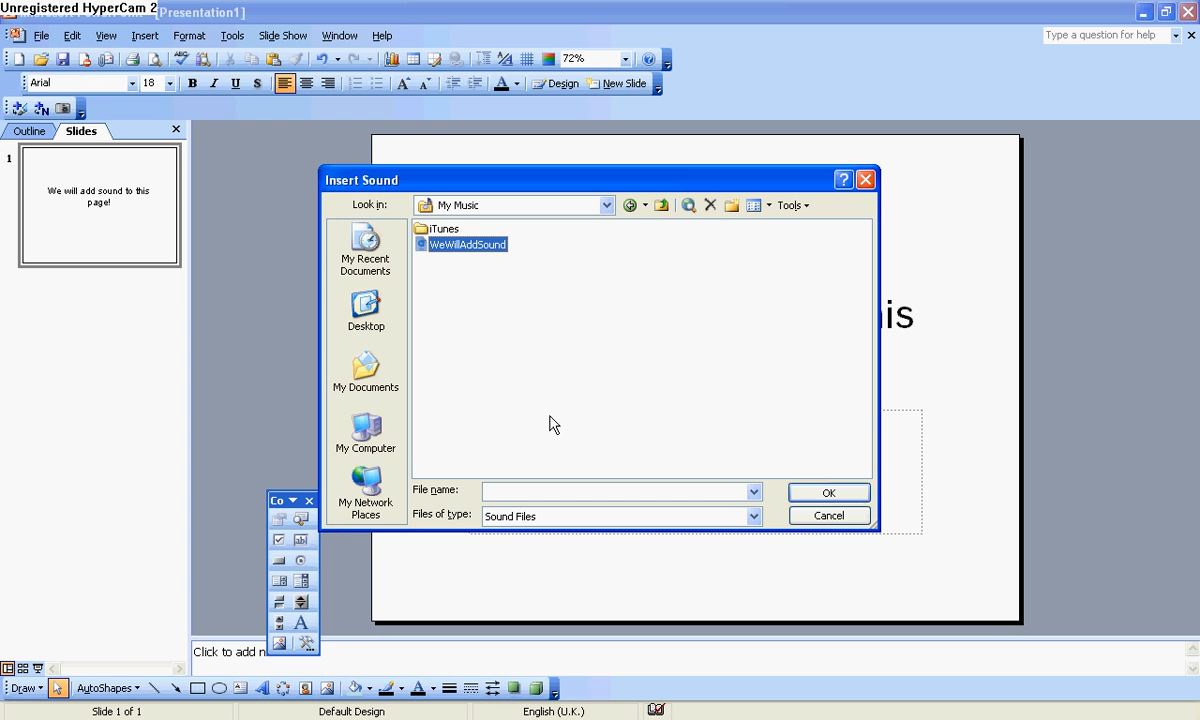 Unregistered HyperCam 2
[Presentation1]
File Edit View Insert Format Tools Slide Show Window Help
Type a question for help
72%
Arial 18 B I U S A A A Design New Slide
Outline Slides
1
We will add sound to this
page!
Insert Sound
Look in: My Music Tools
iTunes
WeWillAddSound
My Recent
Documents
Desktop
My Documents
My Computer
My Network
Places
File name: OK
Files of type: Sound Files Cancel
his
Co
Click to add n
Draw AutoShapes
Slide 1 of 1 Default Design English (U.K.)